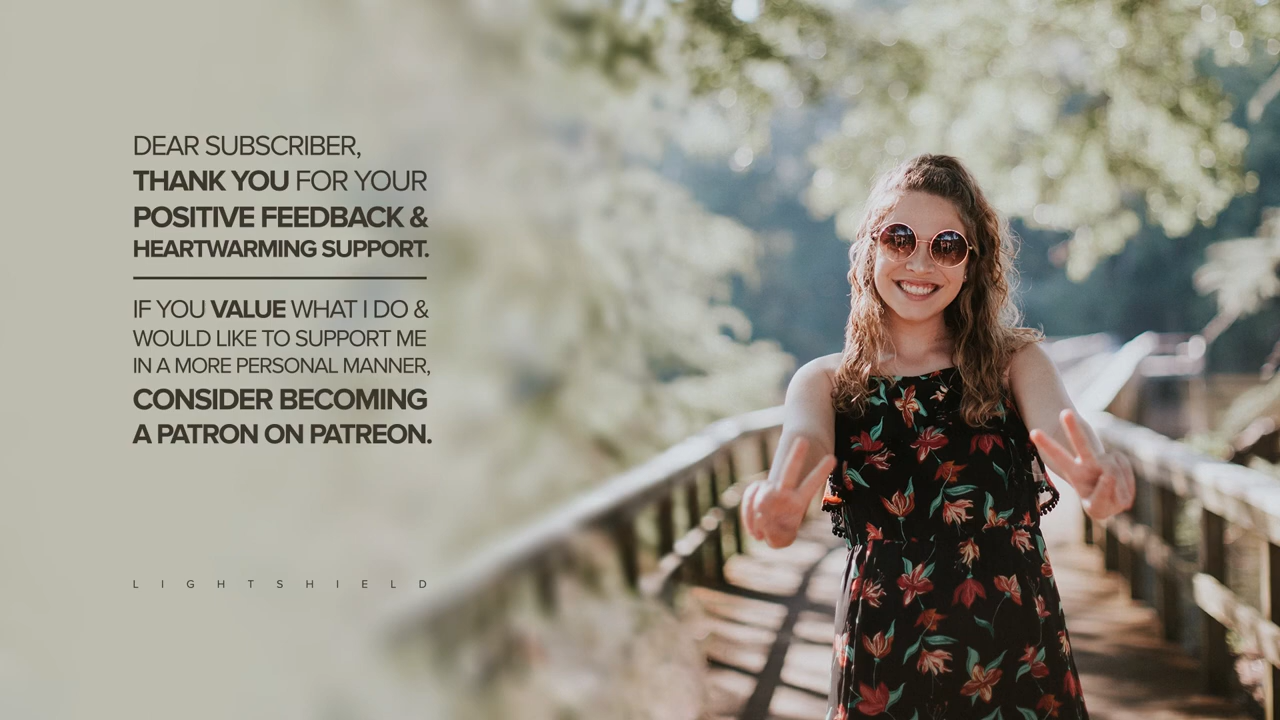 DEAR SUBSCRIBER,
THANK YOU FOR YOUR
POSITIVE FEEDBACK &
HEARTWARMING SUPPORT.
IF YOU VALUE WHAT I DO &
WOULD LIKE TO SUPPORT ME
IN A MORE PERSONAL MANNER,
CONSIDER BECOMING
A PATRON ON PATREON.
LIGHTSHIELD